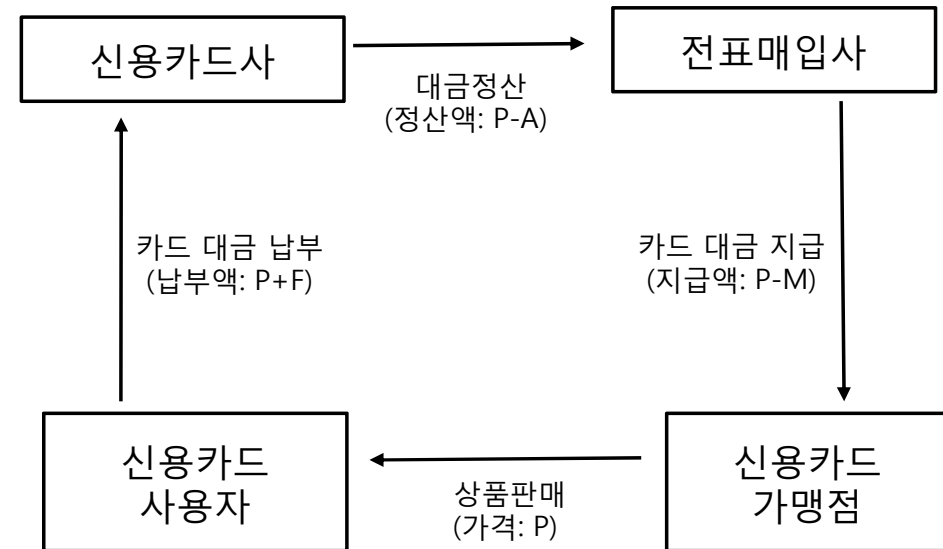 신용카드사
전표매입사
대금정산
(정산액: P-A)
카드 대금 납부
(납부액: P+F)
카드 대금 지급
(지급액: P-M)
신용카드
사용자
상품판매
(가격: P)
신용카드
가맹점